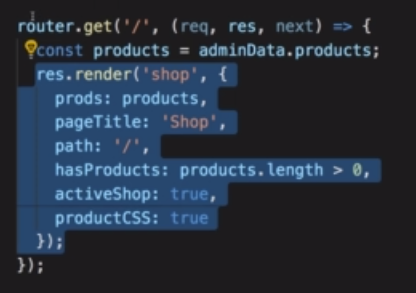 router.get('/', (req, res, next) => {
const products = adminData.products;
res.render('shop', {
prods: products,
pageTitle: 'Shop',
path: '/',
hasProducts: products.length > 0,
activeShop: true,
productCSS: true
});
});